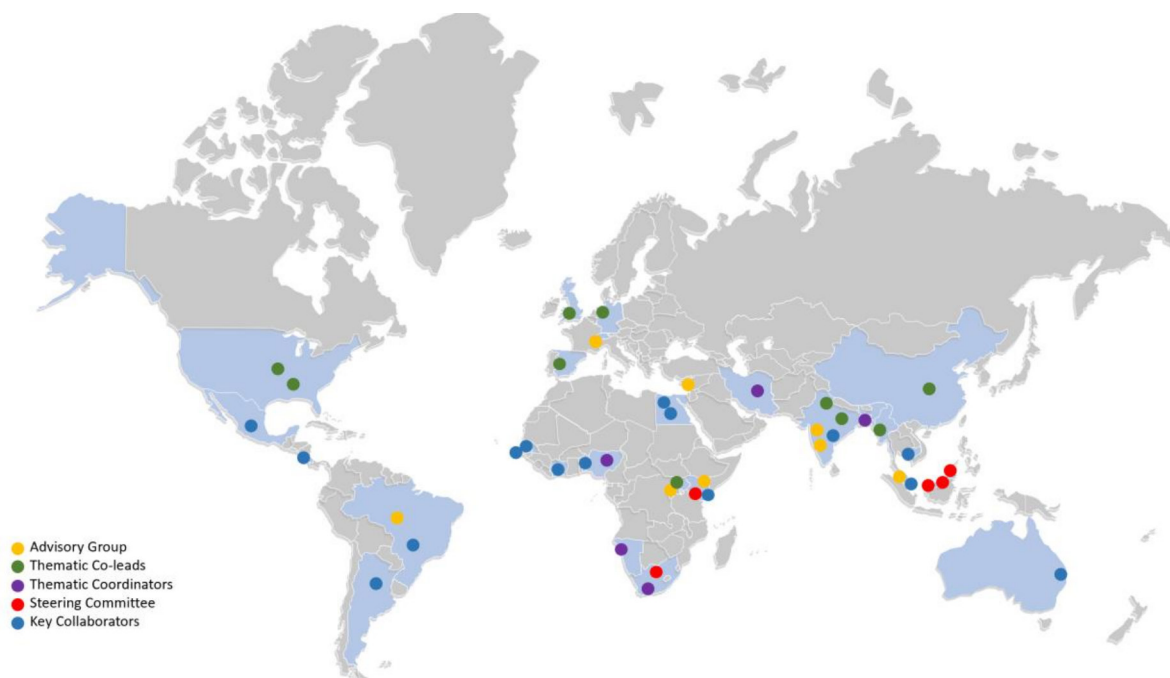 Advisory Group
Thematic Co-leads
Thematic Coordinators
Steering Committee
Key Collaborators